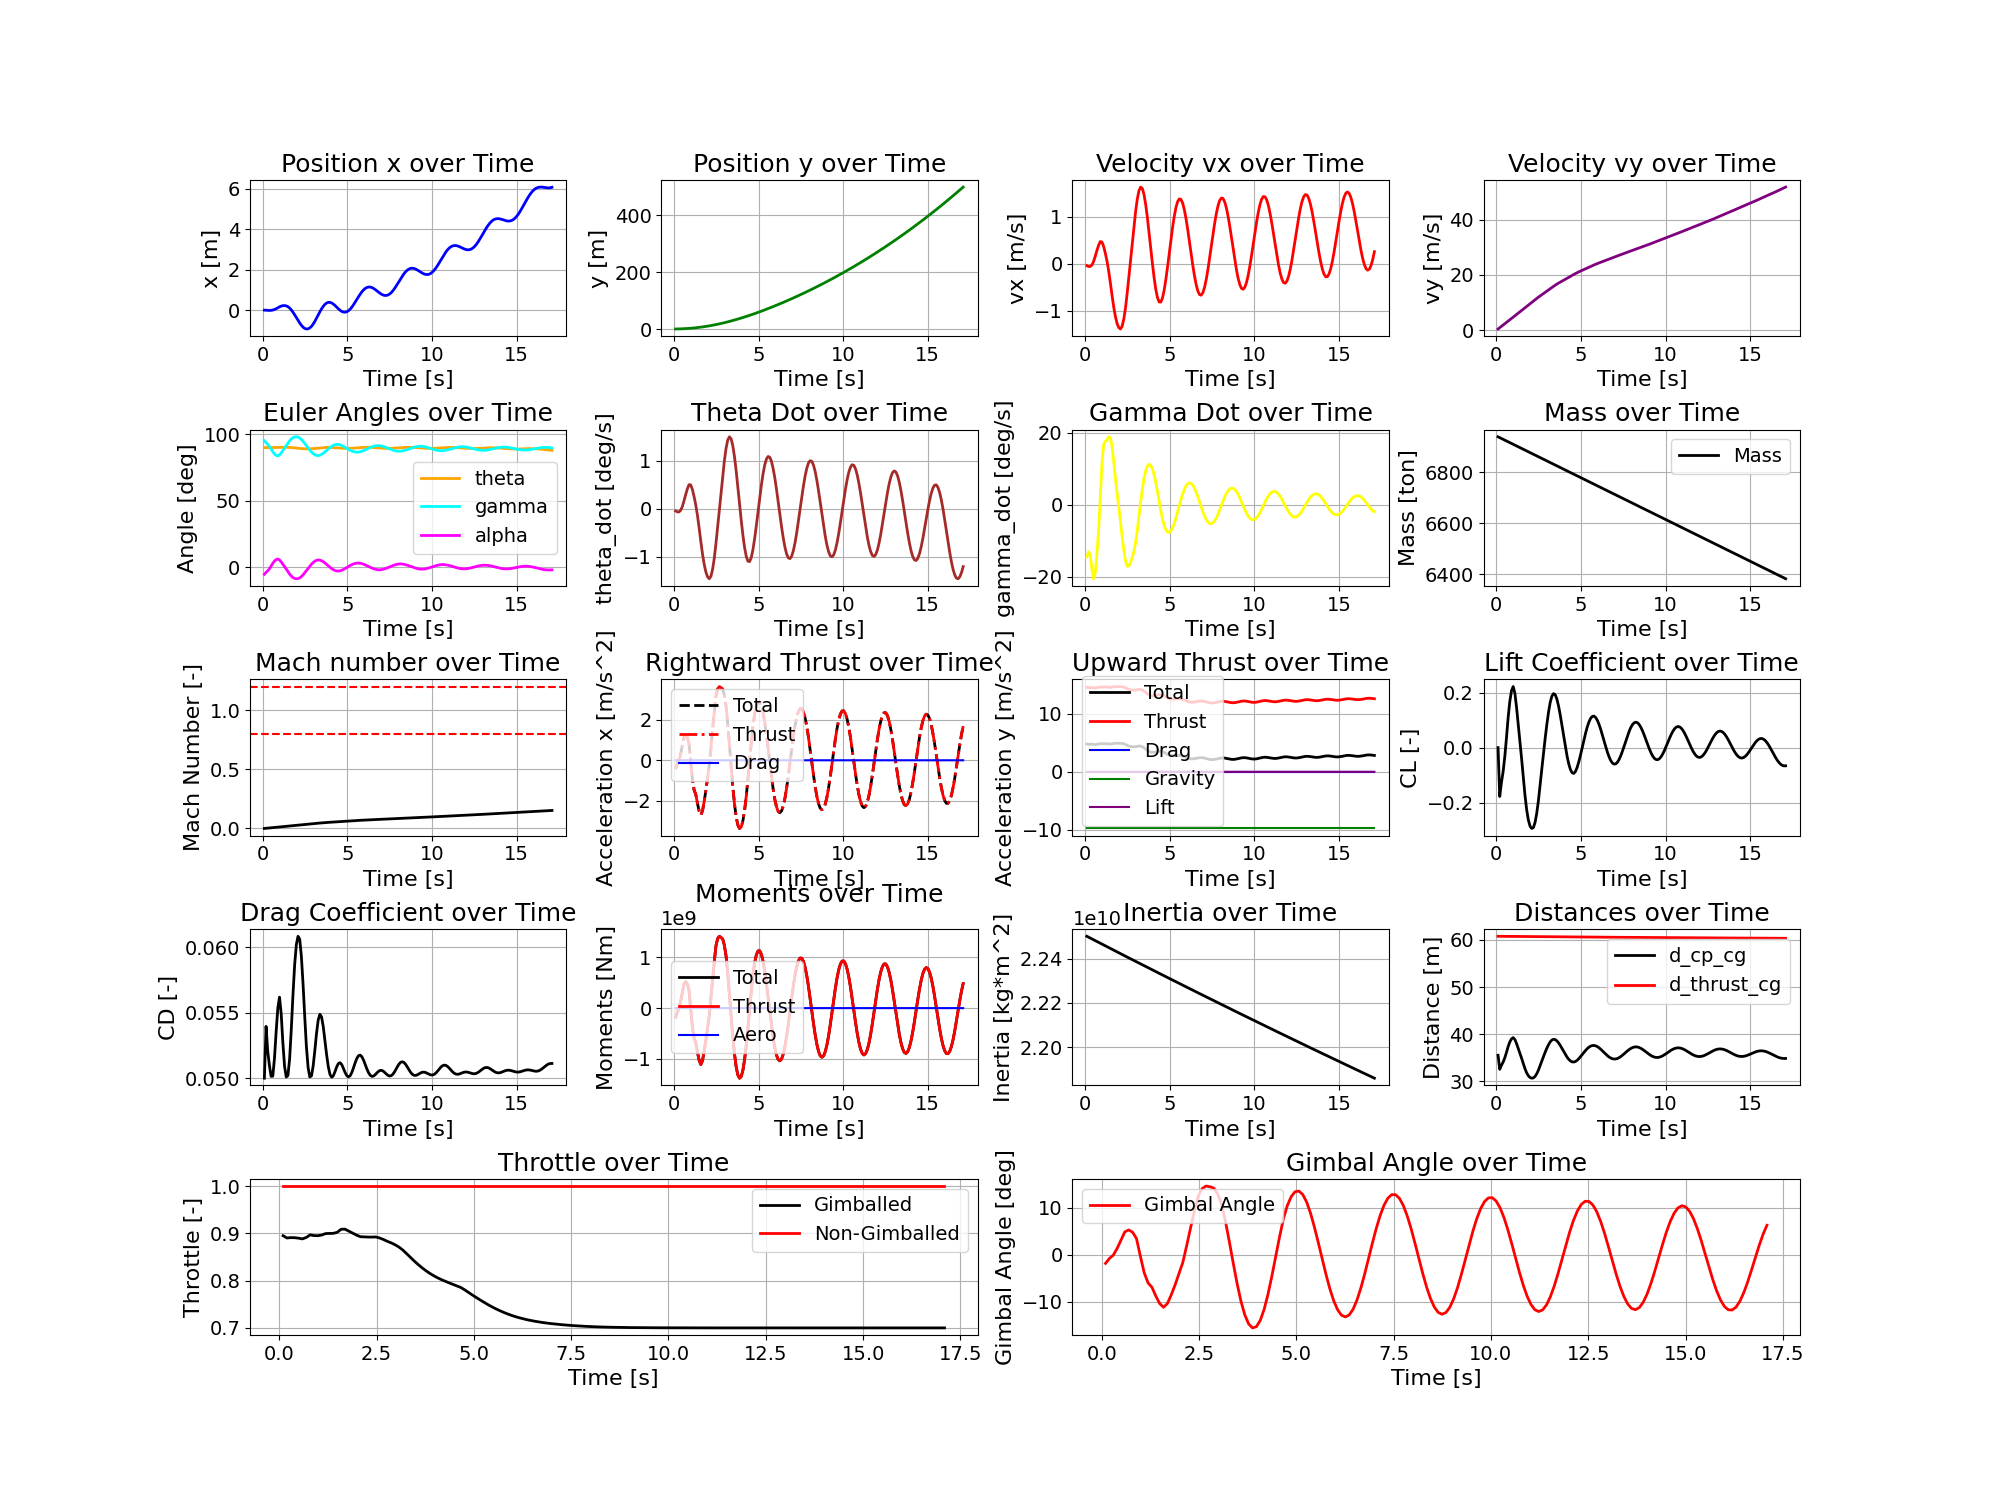 Position x over Time
Position y over Time
Velocity vx over Time
Velocity vy over Time
x [m]
6
4
2
0
0 5 10 15
Time [s]
y [m]
400
200
0
0 5 10 15
Time [s]
vx [m/s]
1
0
−1
0 5 10 15
Time [s]
vy [m/s]
40
20
0
0 5 10 15
Time [s]
Euler Angles over Time
Theta Dot over Time
Gamma Dot over Time
Mass over Time
Angle [deg]
100
50
0
theta
gamma
alpha
0 5 10 15
Time [s]
theta_dot [deg/s]
1
0
−1
0 5 10 15
Time [s]
gamma_dot [deg/s]
20
0
−20
0 5 10 15
Time [s]
Mass [ton]
6800
6600
6400
Mass
0 5 10 15
Time [s]
Mach number over Time
Rightward Thrust over Time
Upward Thrust over Time
Lift Coefficient over Time
Mach Number [-]
1.0
0.5
0.0
0 5 10 15
Time [s]
Acceleration x [m/s^2]
2
0
−2
Total
Thrust
Drag
0 5 10 15
Time [s]
Acceleration y [m/s^2]
10
0
−10
Total
Thrust
Drag
Gravity
Lift
0 5 10 15
Time [s]
CL [-]
0.2
0.0
−0.2
0 5 10 15
Time [s]
Drag Coefficient over Time
Moments over Time
Inertia over Time
Distances over Time
CD [-]
0.060
0.055
0.050
0 5 10 15
Time [s]
Moments [Nm]
1e9
1
0
−1
Total
Thrust
Aero
0 5 10 15
Time [s]
Inertia [kg*m^2]
1e10
2.24
2.22
2.20
0 5 10 15
Time [s]
Distance [m]
60
50
40
30
d_cp_cg
d_thrust_cg
0 5 10 15
Time [s]
Throttle over Time
Gimbal Angle over Time
Throttle [-]
1.0
0.9
0.8
0.7
Gimballed
Non-Gimballed
0.0 2.5 5.0 7.5 10.0 12.5 15.0 17.5
Time [s]
Gimbal Angle [deg]
10
0
−10
Gimbal Angle
0.0 2.5 5.0 7.5 10.0 12.5 15.0 17.5
Time [s]